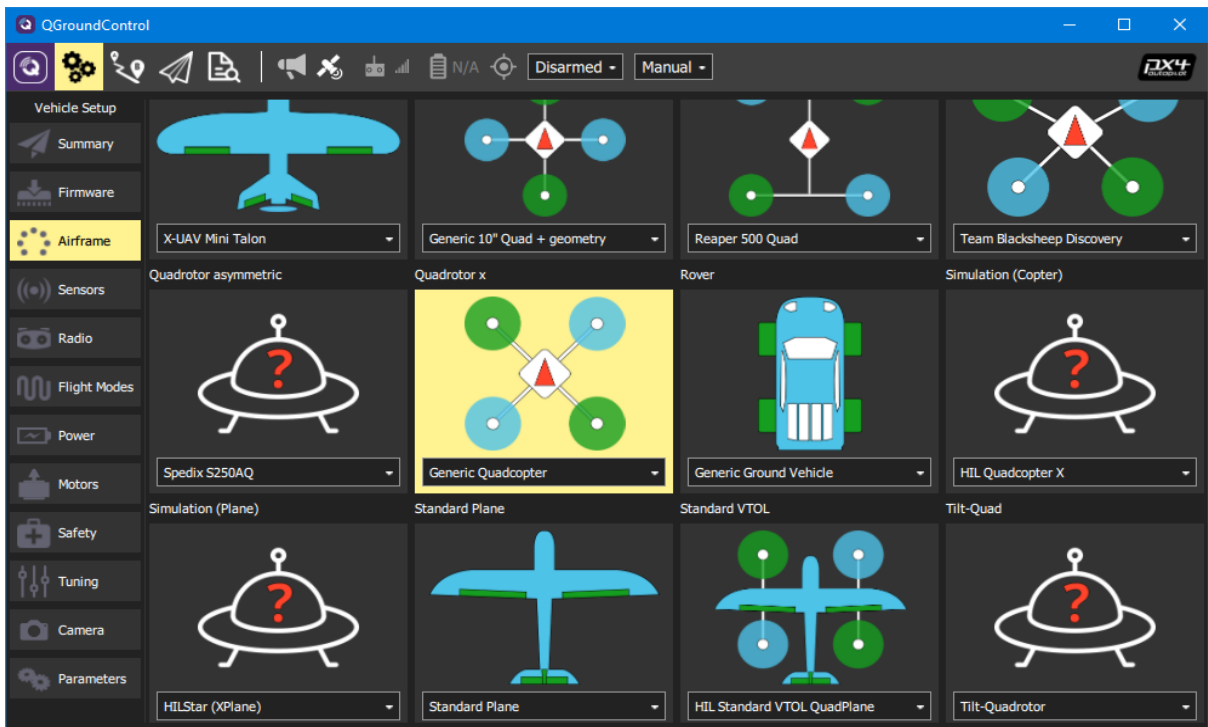 QGroundControl
N/A
Disarmed
Manual
px4
autopilot
Vehicle Setup
Summary
Firmware
Airframe
Sensors
Radio
Flight Modes
Power
Motors
Safety
Tuning
Camera
Parameters
X-UAV Mini Talon
Generic 10" Quad + geometry
Reaper 500 Quad
Team Blacksheep Discovery
Quadrotor asymmetric
Quadrotor x
Rover
Simulation (Copter)
?
?
Spedix S250AQ
Generic Quadcopter
Generic Ground Vehicle
HIL Quadcopter X
Simulation (Plane)
Standard Plane
Standard VTOL
Tilt-Quad
?
?
HILStar (XPlane)
Standard Plane
HIL Standard VTOL QuadPlane
Tilt-Quadrotor